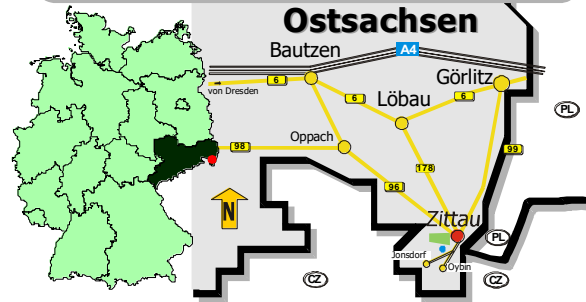 Ostsachsen
Bautzen
A4
Görlitz
6
von Dresden
6
6
Löbau
PL
Oppach
98
99
178
96
N
Zittau
PL
Jonsdorf
Oybin
CZ
CZ